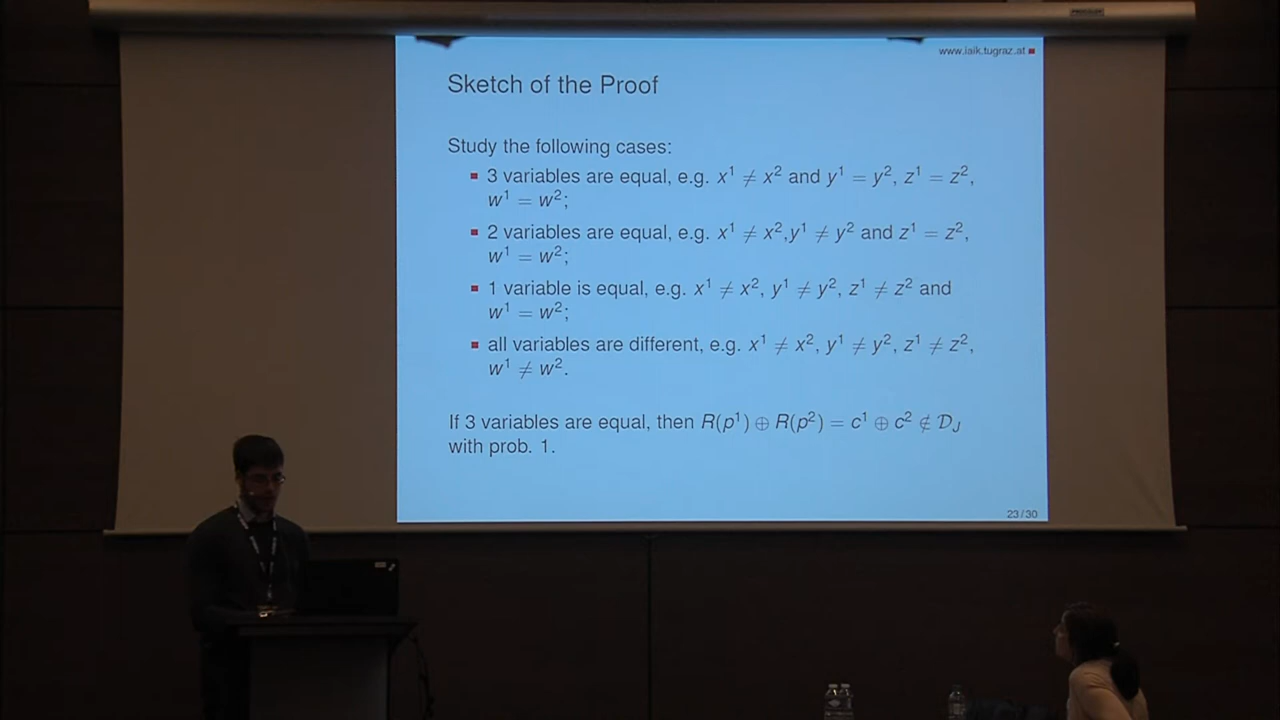 www.iaik.tugraz.at
Sketch of the Proof
Study the following cases:
3 variables are equal, e.g. x¹ ≠ x² and y¹ = y², z¹ = z²,
w¹ = w²;
2 variables are equal, e.g. x¹ ≠ x²,y¹ ≠ y² and z¹ = z²,
w¹ = w²;
1 variable is equal, e.g. x¹ ≠ x², y¹ ≠ y², z¹ ≠ z² and
w¹ = w²;
all variables are different, e.g. x¹ ≠ x², y¹ ≠ y², z¹ ≠ z²,
w¹ ≠ w².
If 3 variables are equal, then R(p¹) ⊕ R(p²) = c¹ ⊕ c² ∉ 𝒟_J
with prob. 1.
23/30